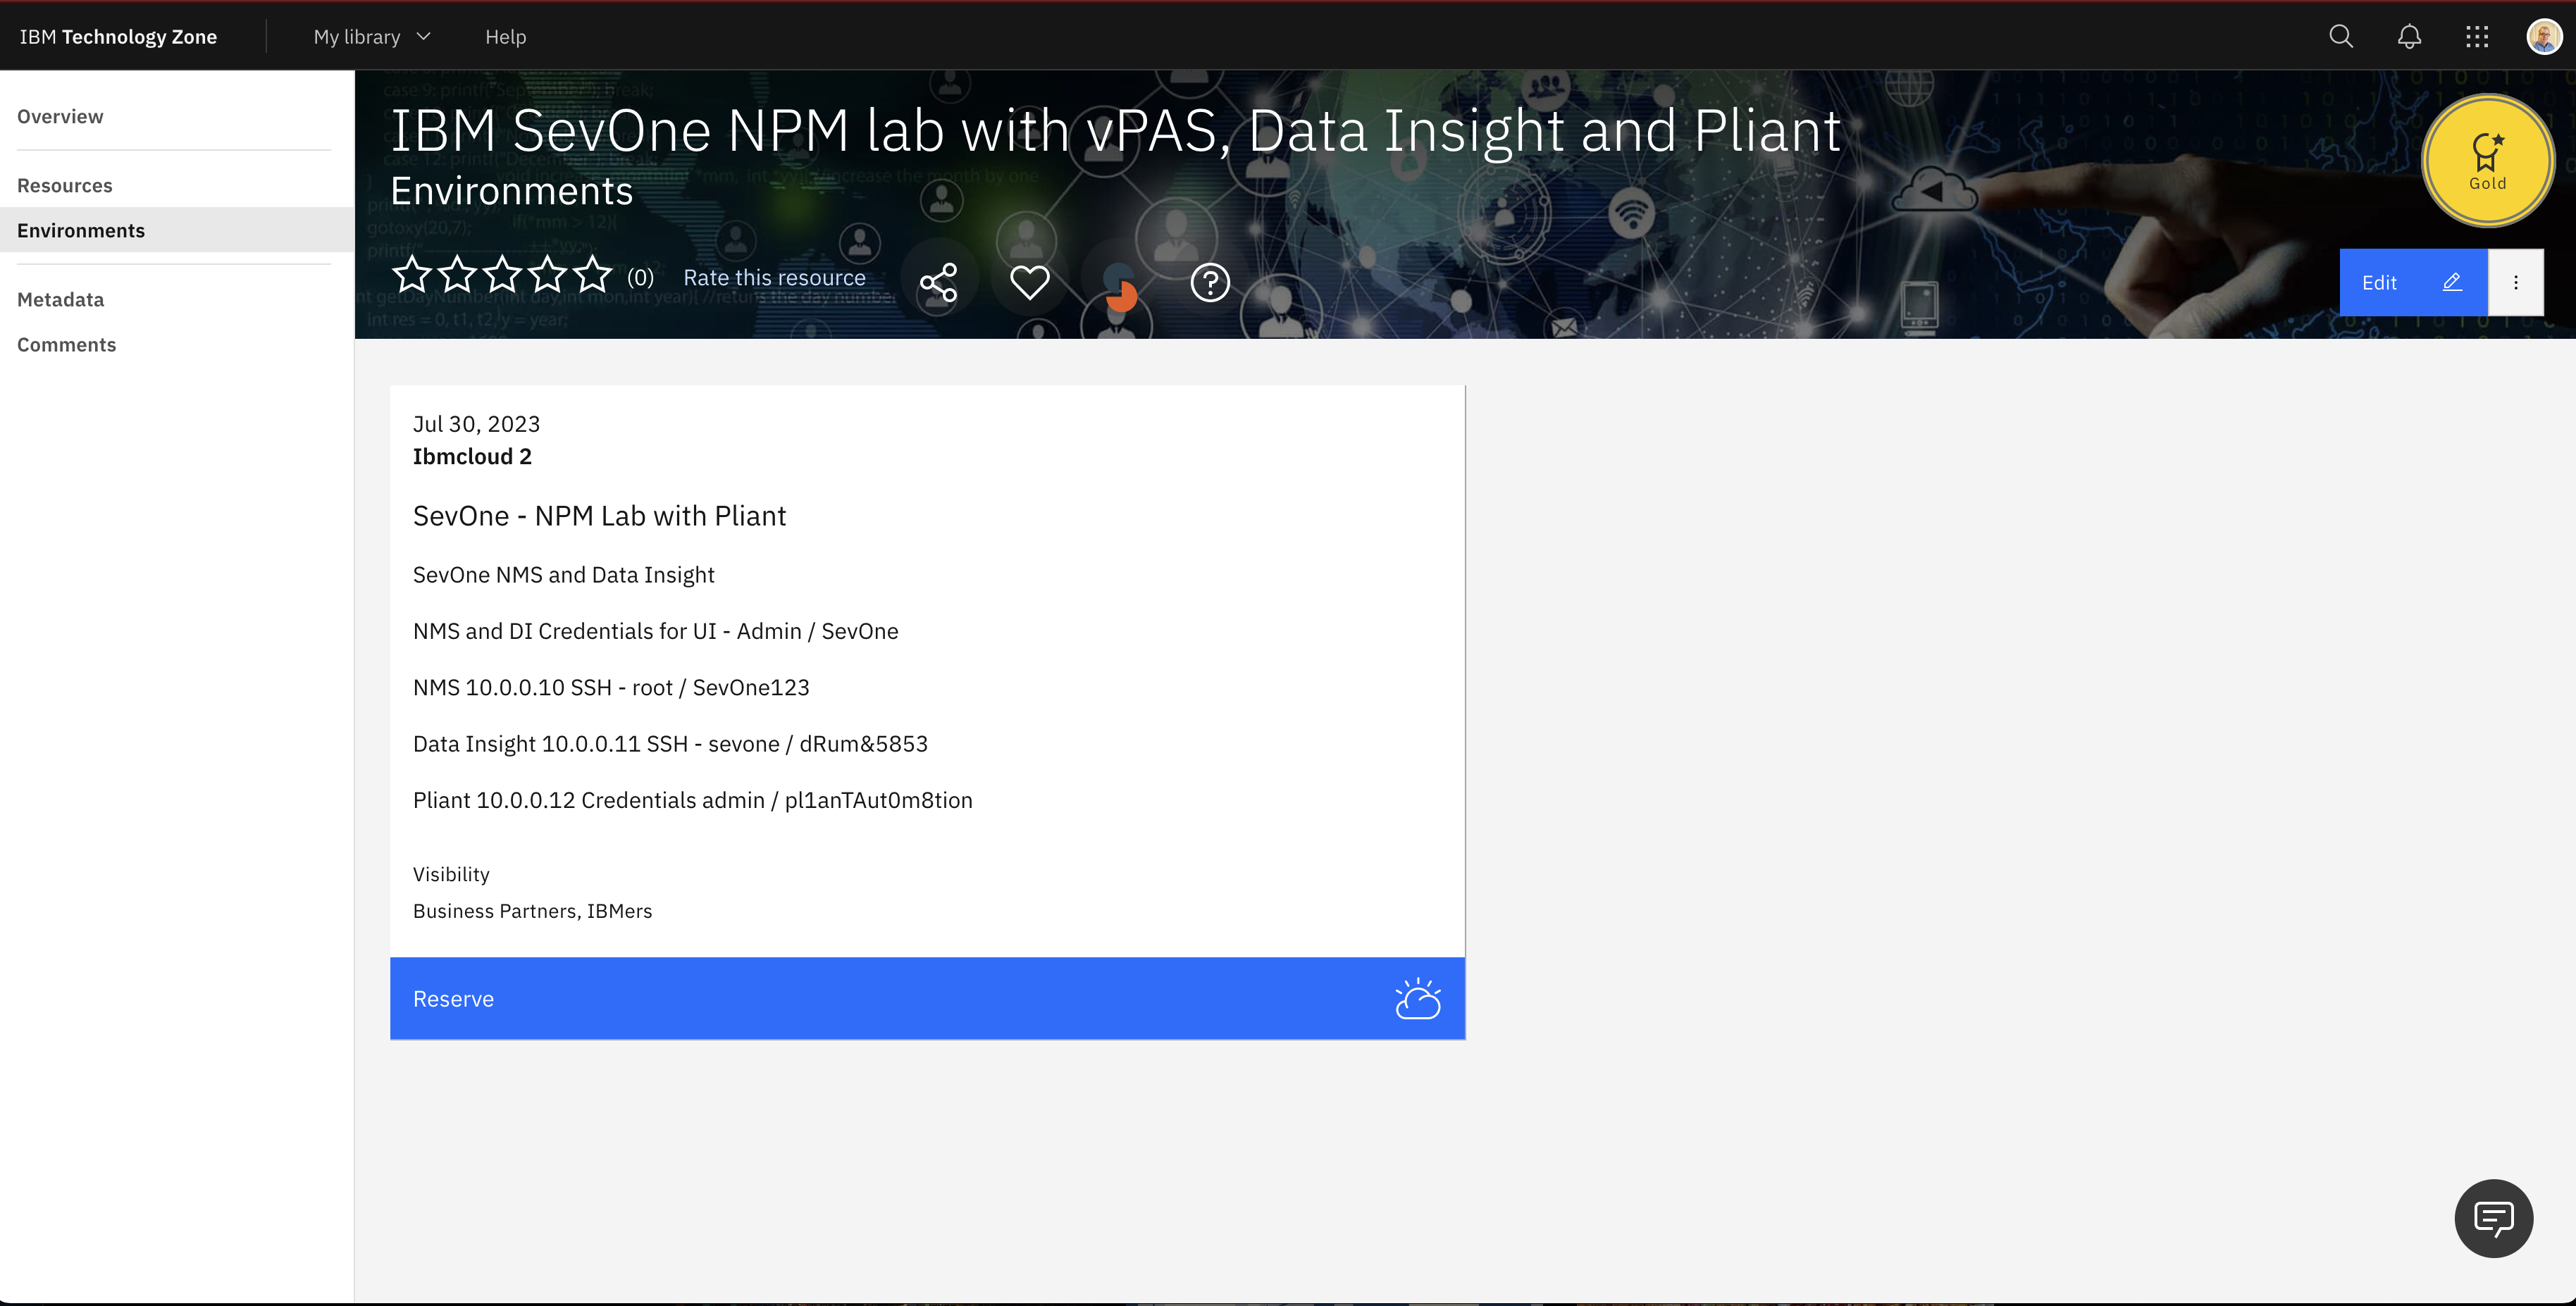 IBM Technology Zone
My library
Help
Overview
Resources
Environments
Metadata
Comments
IBM SevOne NPM lab with vPAS, Data Insight and Pliant
Environments
(0) Rate this resource
Gold
Edit
Jul 30, 2023
Ibmcloud 2
SevOne - NPM Lab with Pliant
SevOne NMS and Data Insight
NMS and DI Credentials for UI - Admin / SevOne
NMS 10.0.0.10 SSH - root / SevOne123
Data Insight 10.0.0.11 SSH - sevone / dRum&5853
Pliant 10.0.0.12 Credentials admin / pl1anTAut0m8tion
Visibility
Business Partners, IBMers
Reserve